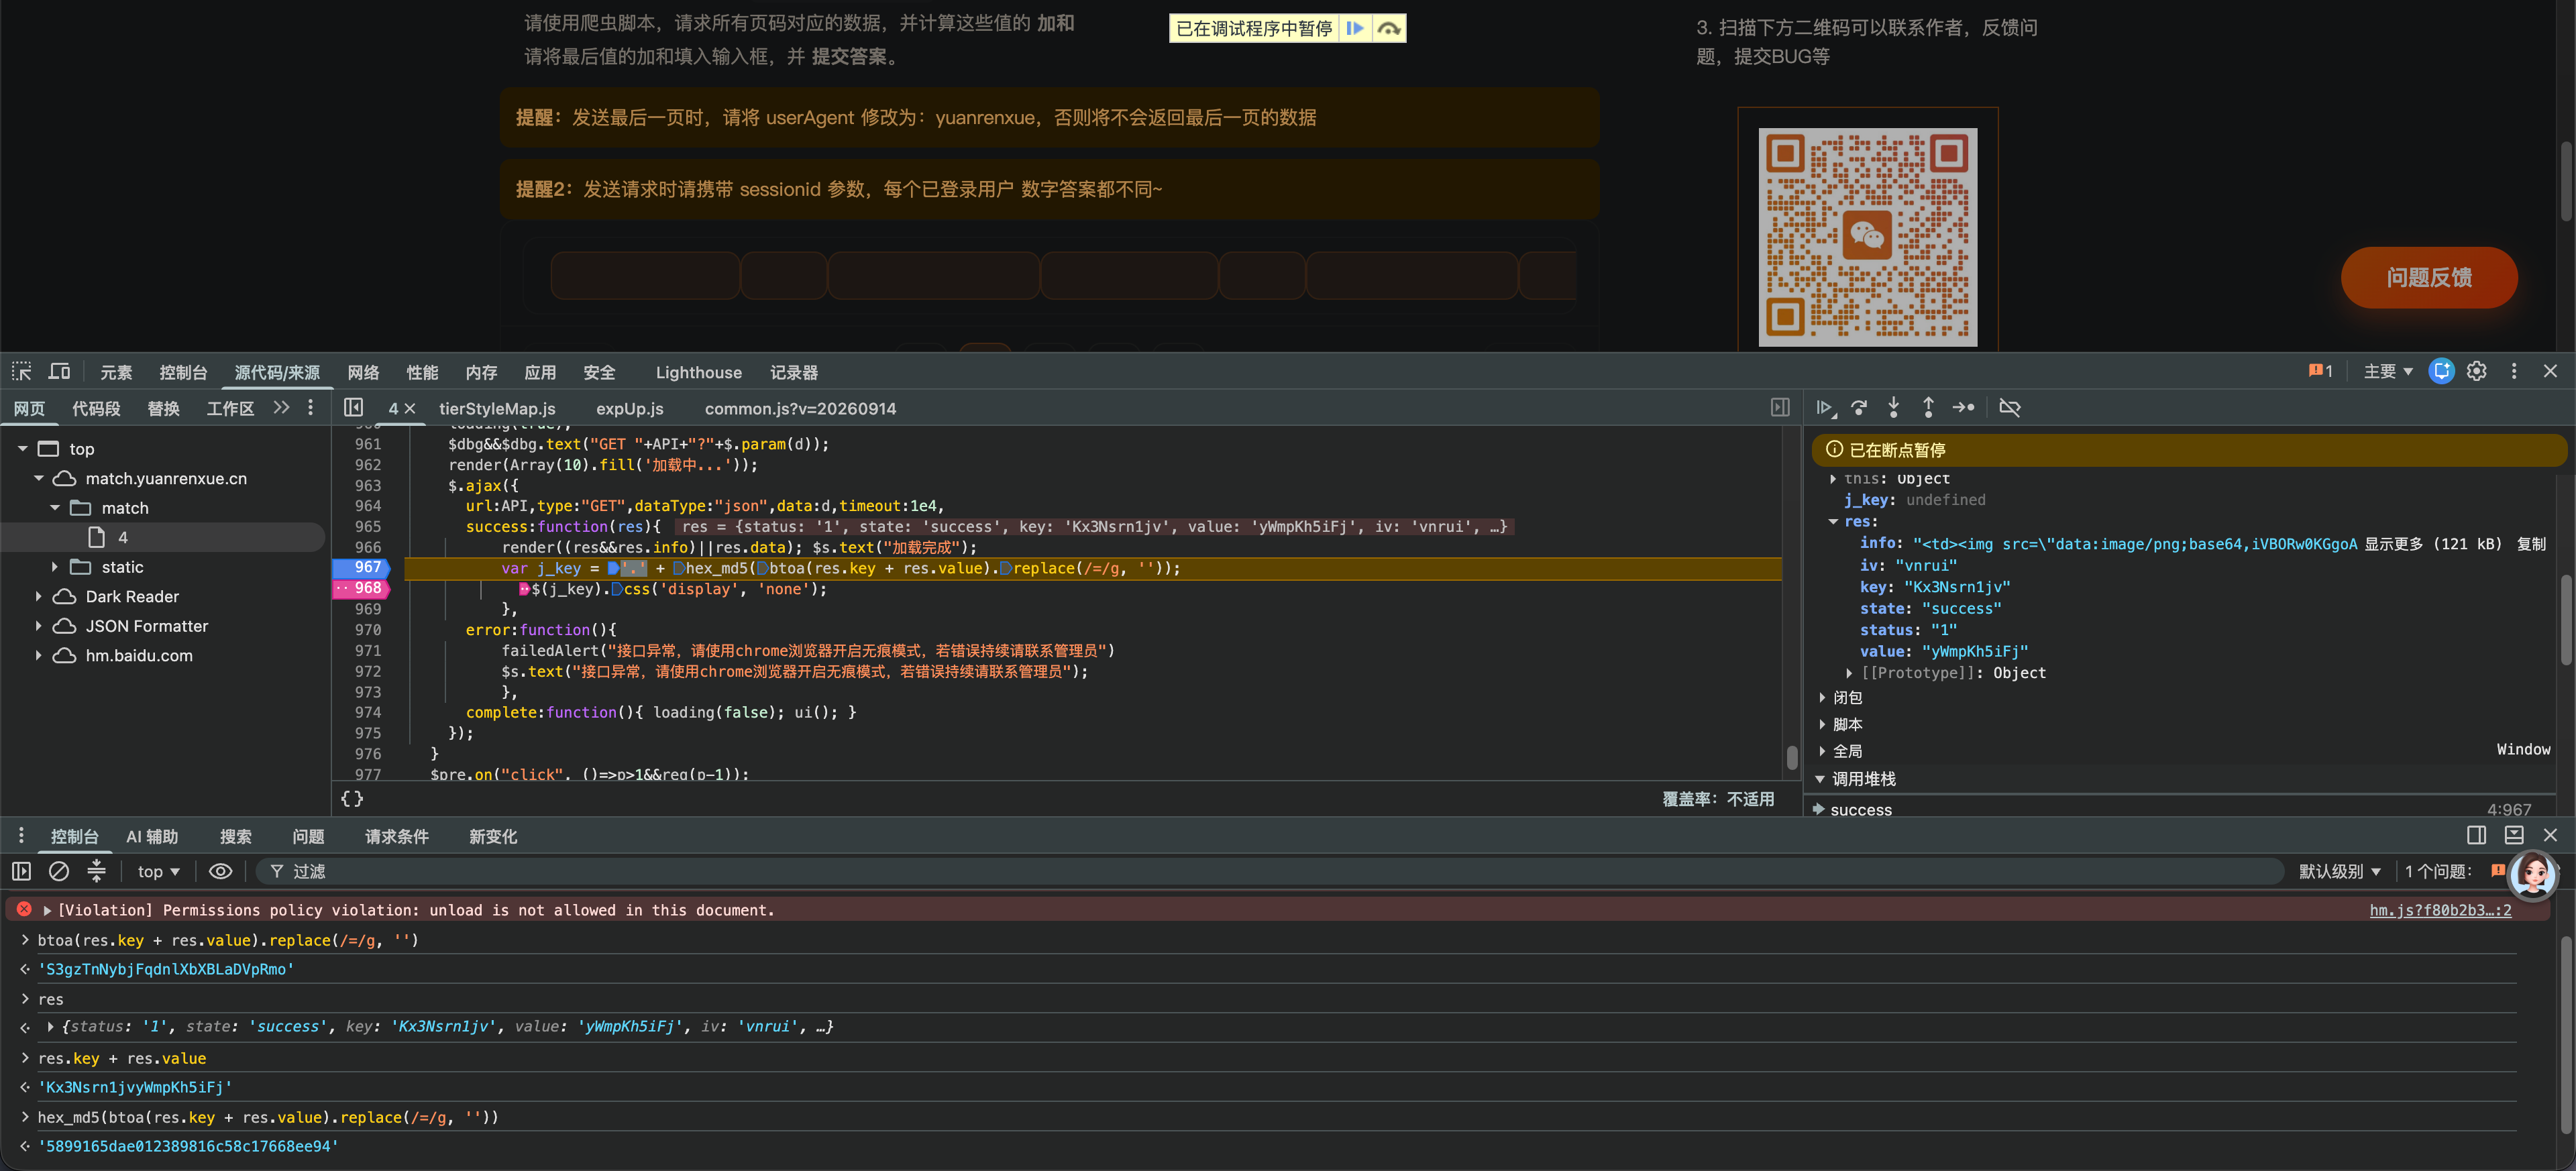 请使用爬虫脚本，请求所有页码对应的数据，并计算这些值的 加和
请将最后值的加和填入输入框，并 提交答案。
已在调试程序中暂停
3. 扫描下方二维码可以联系作者，反馈问
题，提交BUG等
提醒：发送最后一页时，请将 userAgent 修改为：yuanrenxue，否则将不会返回最后一页的数据
提醒2：发送请求时请携带 sessionid 参数，每个已登录用户 数字答案都不同~
问题反馈
元素 控制台 源代码/来源 网络 性能 内存 应用 安全 Lighthouse 记录器
1 主要
网页 代码段 替换 工作区
4 × tierStyleMap.js expUp.js common.js?v=20260914
top
match.yuanrenxue.cn
match
4
static
Dark Reader
JSON Formatter
hm.baidu.com
960 loading(true);
961 $dbg&&$dbg.text("GET "+API+"?"+$.param(d));
962 render(Array(10).fill('加载中...'));
963 $.ajax({
964 url:API,type:"GET",dataType:"json",data:d,timeout:1e4,
965 success:function(res){ res = {status: '1', state: 'success', key: 'Kx3Nsrn1jv', value: 'yWmpKh5iFj', iv: 'vnrui', …}
966 render((res&&res.info)||res.data); $s.text("加载完成");
967 var j_key = '.' + hex_md5(btoa(res.key + res.value).replace(/=/g, ''));
968 $(j_key).css('display', 'none');
969 },
970 error:function(){
971 failedAlert("接口异常，请使用chrome浏览器开启无痕模式，若错误持续请联系管理员")
972 $s.text("接口异常，请使用chrome浏览器开启无痕模式，若错误持续请联系管理员");
973 },
974 complete:function(){ loading(false); ui(); }
975 });
976 }
977 $pre.on("click", ()=>p>1&&req(p-1));
{} 覆盖率：不适用
已在断点暂停
this: Object
j_key: undefined
res:
info: "<td><img src=\"data:image/png;base64,iVBORw0KGgoA 显示更多 (121 kB) 复制
iv: "vnrui"
key: "Kx3Nsrn1jv"
state: "success"
status: "1"
value: "yWmpKh5iFj"
[[Prototype]]: Object
闭包
脚本
全局 Window
调用堆栈
success 4:967
控制台 AI 辅助 搜索 问题 请求条件 新变化
top 过滤 默认级别 1 个问题：
[Violation] Permissions policy violation: unload is not allowed in this document. hm.js?f80b2b3…:2
> btoa(res.key + res.value).replace(/=/g, '')
'S3gzTnNybjFqdnlXbXBLaDVpRmo'
> res
{status: '1', state: 'success', key: 'Kx3Nsrn1jv', value: 'yWmpKh5iFj', iv: 'vnrui', …}
> res.key + res.value
'Kx3Nsrn1jvyWmpKh5iFj'
> hex_md5(btoa(res.key + res.value).replace(/=/g, ''))
'5899165dae012389816c58c17668ee94'